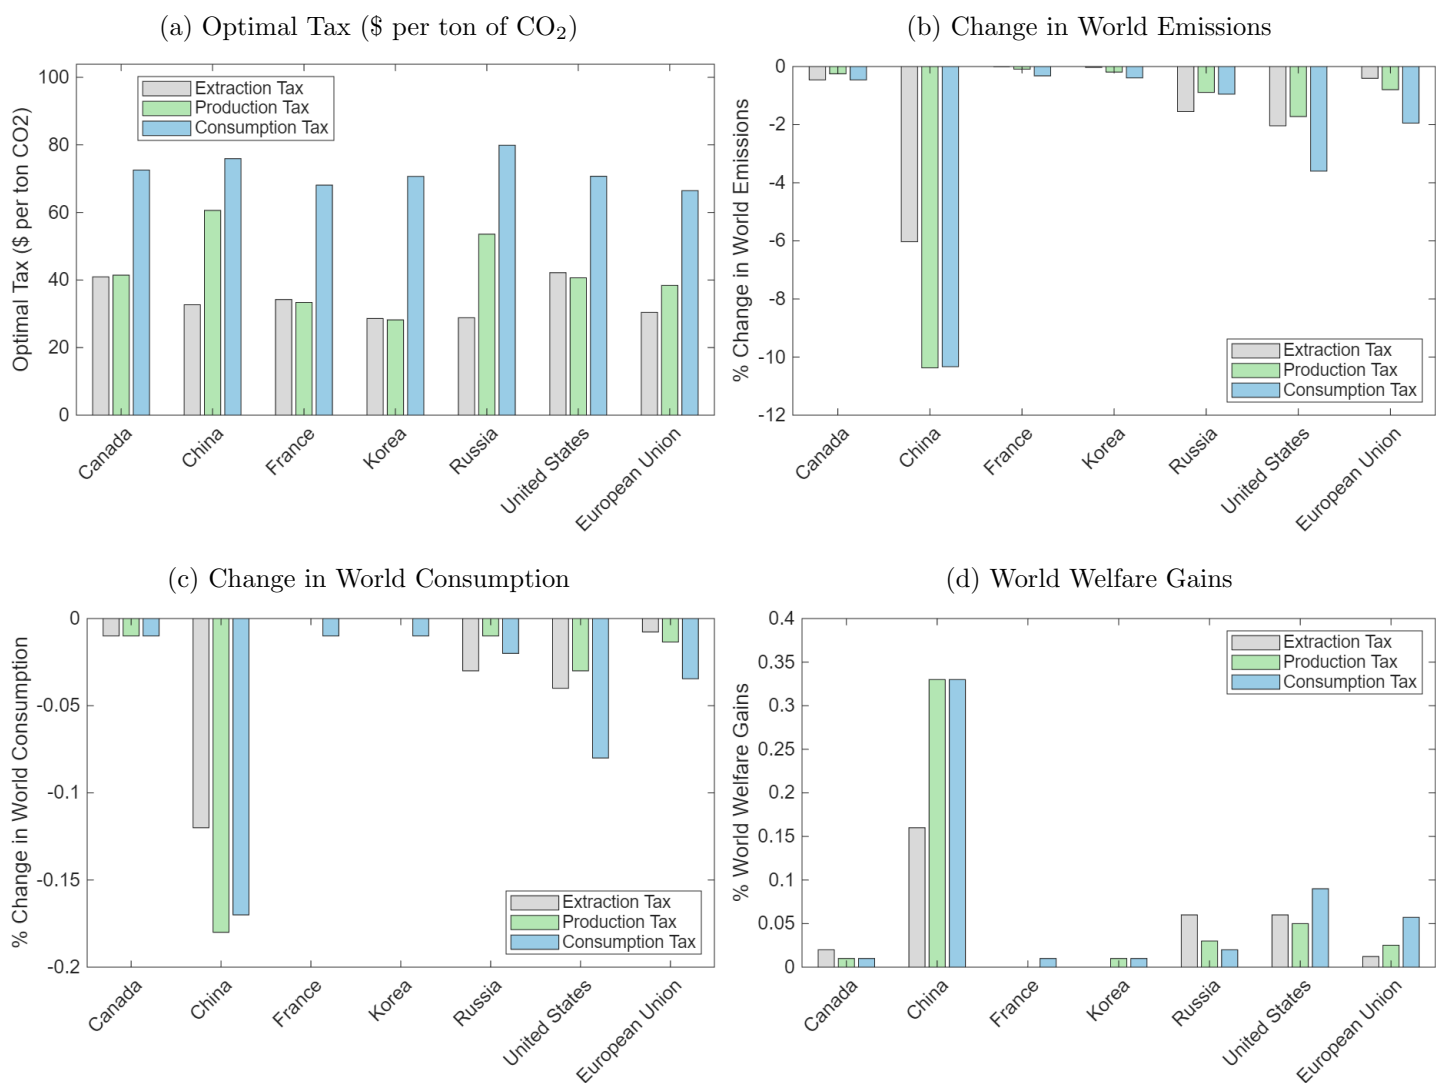 (a) Optimal Tax ($ per ton of CO₂)
Optimal Tax ($ per ton CO2)
100
80
60
40
20
0
Extraction Tax
Production Tax
Consumption Tax
Canada
China
France
Korea
Russia
United States
European Union
(b) Change in World Emissions
% Change in World Emissions
0
-2
-4
-6
-8
-10
-12
Extraction Tax
Production Tax
Consumption Tax
Canada
China
France
Korea
Russia
United States
European Union
(c) Change in World Consumption
% Change in World Consumption
0
-0.05
-0.1
-0.15
-0.2
Extraction Tax
Production Tax
Consumption Tax
Canada
China
France
Korea
Russia
United States
European Union
(d) World Welfare Gains
% World Welfare Gains
0.4
0.35
0.3
0.25
0.2
0.15
0.1
0.05
0
Extraction Tax
Production Tax
Consumption Tax
Canada
China
France
Korea
Russia
United States
European Union